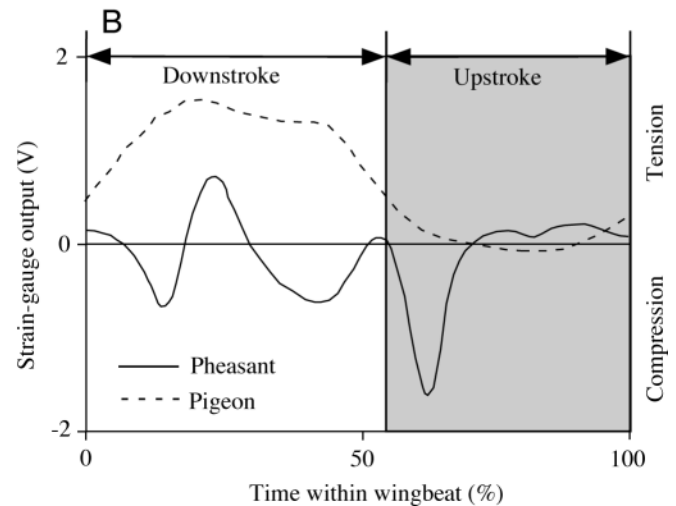 B
2
Downstroke
Upstroke
Tension
Strain-gauge output (V)
0
Compression
Pheasant
Pigeon
-2
0
50
100
Time within wingbeat (%)